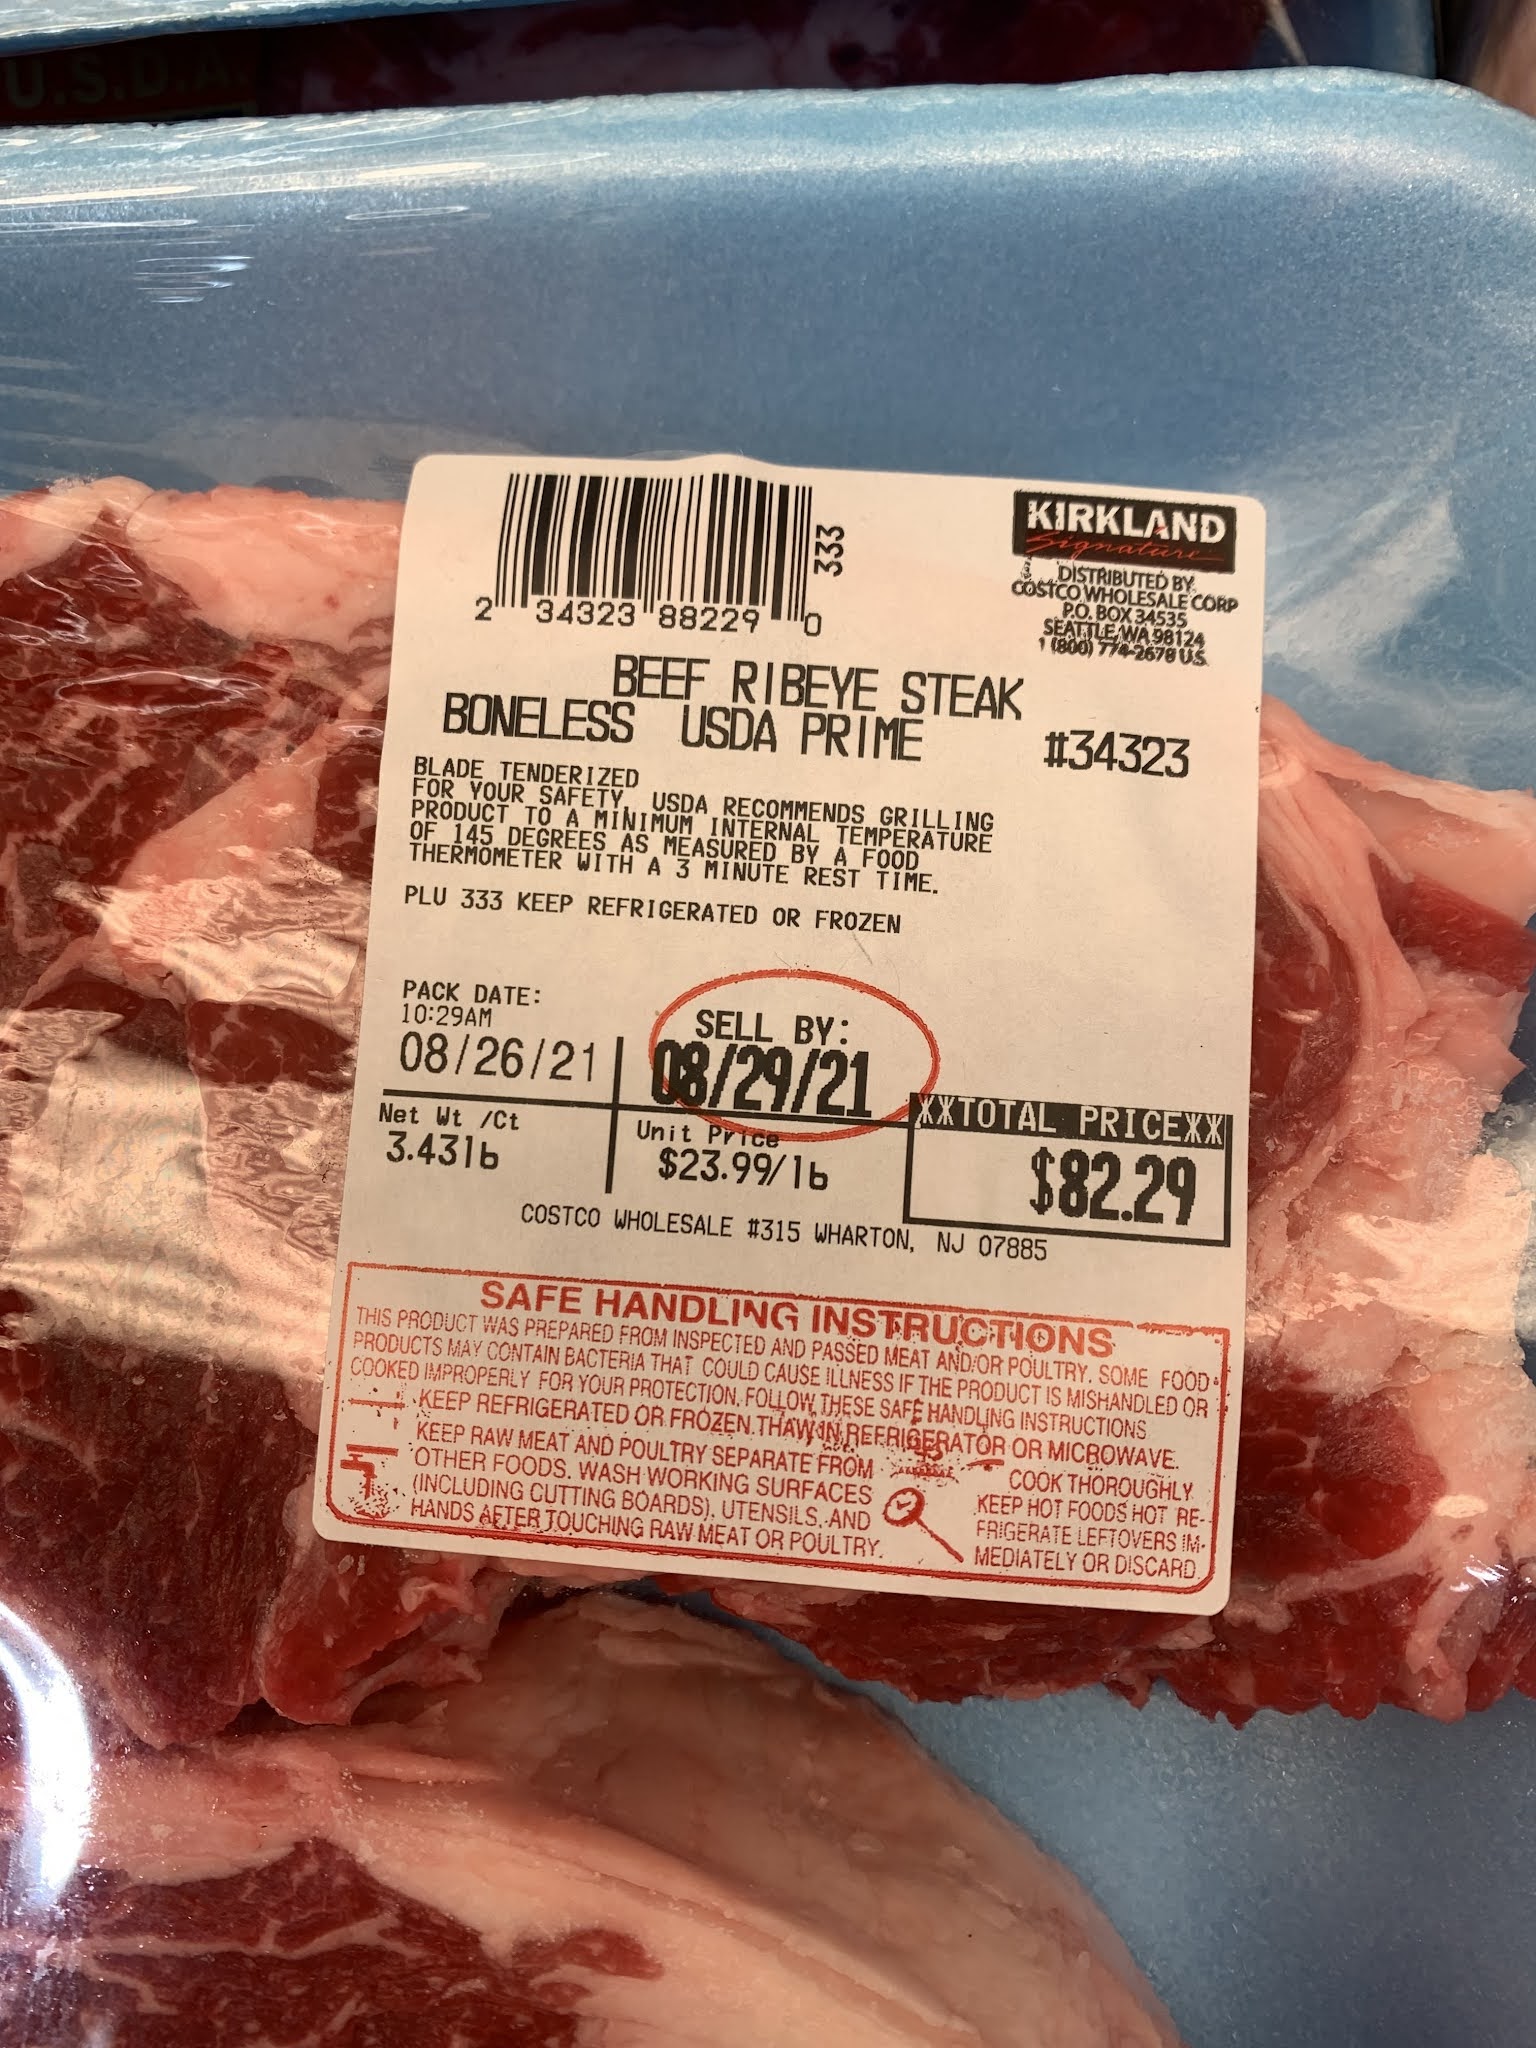 U.S.D.A.
333
2 34323 88229 0
KIRKLAND
Signature
DISTRIBUTED BY:
COSTCO WHOLESALE CORP
P.O. BOX 34535
SEATTLE, WA 98124
1 (800) 774-2678 U.S.
BEEF RIBEYE STEAK
BONELESS USDA PRIME
#34323
BLADE TENDERIZED
FOR YOUR SAFETY, USDA RECOMMENDS GRILLING
PRODUCT TO A MINIMUM INTERNAL TEMPERATURE
OF 145 DEGREES AS MEASURED BY A FOOD
THERMOMETER WITH A 3 MINUTE REST TIME.
PLU 333 KEEP REFRIGERATED OR FROZEN
PACK DATE:
10:29AM
08/26/21
SELL BY:
08/29/21
Net Wt /Ct
3.43lb
Unit Price
$23.99/lb
**TOTAL PRICE**
$82.29
COSTCO WHOLESALE #315 WHARTON, NJ 07885
SAFE HANDLING INSTRUCTIONS
THIS PRODUCT WAS PREPARED FROM INSPECTED AND PASSED MEAT AND/OR POULTRY. SOME FOOD
PRODUCTS MAY CONTAIN BACTERIA THAT COULD CAUSE ILLNESS IF THE PRODUCT IS MISHANDLED OR
COOKED IMPROPERLY. FOR YOUR PROTECTION, FOLLOW THESE SAFE HANDLING INSTRUCTIONS.
KEEP REFRIGERATED OR FROZEN. THAW IN REFRIGERATOR OR MICROWAVE.
KEEP RAW MEAT AND POULTRY SEPARATE FROM
OTHER FOODS. WASH WORKING SURFACES
(INCLUDING CUTTING BOARDS), UTENSILS, AND
HANDS AFTER TOUCHING RAW MEAT OR POULTRY.
COOK THOROUGHLY.
KEEP HOT FOODS HOT. RE-
FRIGERATE LEFTOVERS IM-
MEDIATELY OR DISCARD.